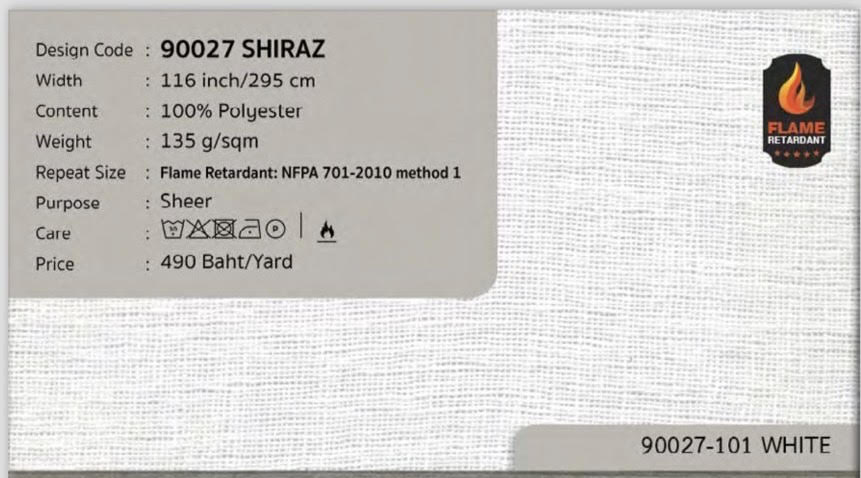 Design Code : 90027 SHIRAZ
Width : 116 inch/295 cm
Content : 100% Polyester
Weight : 135 g/sqm
Repeat Size : Flame Retardant: NFPA 701-2010 method 1
Purpose : Sheer
Care :
Price : 490 Baht/Yard
FLAME
RETARDANT
90027-101 WHITE